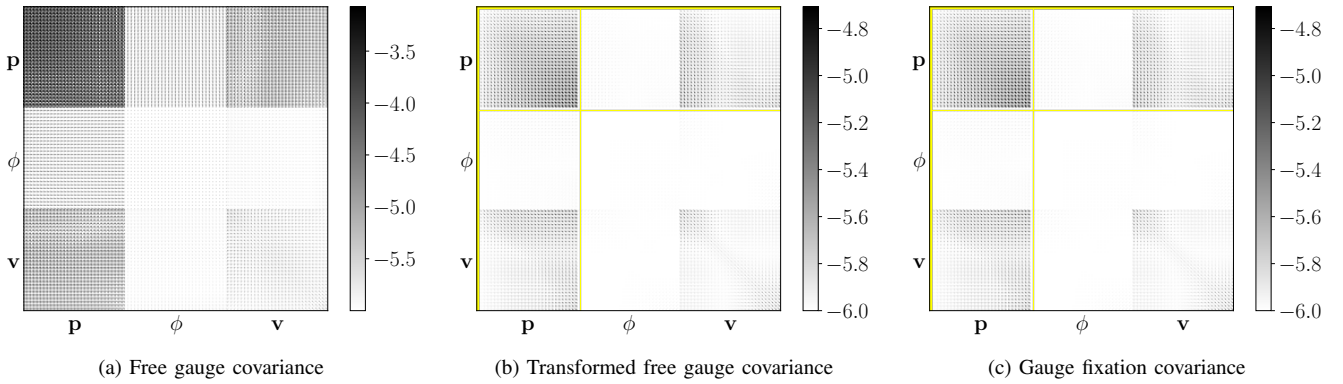 p
ϕ
v
p
ϕ
v
−3.5
−4.0
−4.5
−5.0
−5.5
(a) Free gauge covariance
p
ϕ
v
p
ϕ
v
−4.8
−5.0
−5.2
−5.4
−5.6
−5.8
−6.0
(b) Transformed free gauge covariance
p
ϕ
v
p
ϕ
v
−4.8
−5.0
−5.2
−5.4
−5.6
−5.8
−6.0
(c) Gauge fixation covariance